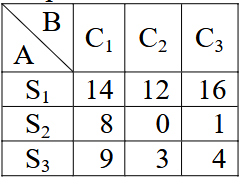 B
A C₁ C₂ C₃
S₁ 14 12 16
S₂ 8 0 1
S₃ 9 3 4